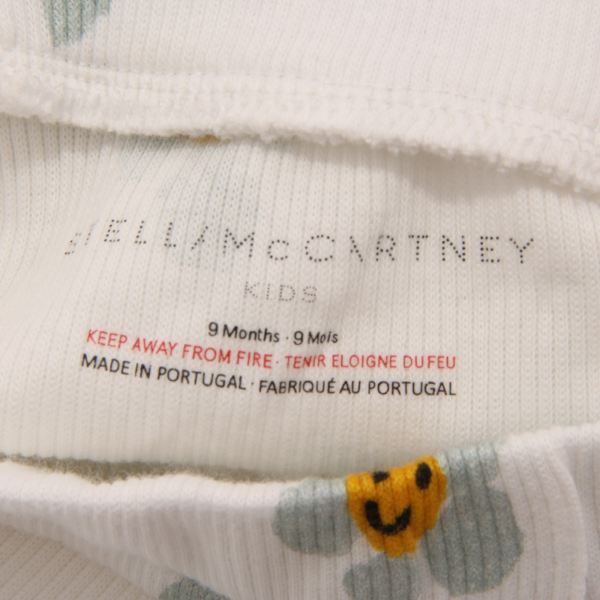 STELLA McCARTNEY
KIDS
9 Months · 9 Mois
KEEP AWAY FROM FIRE · TENIR ELOIGNE DU FEU
MADE IN PORTUGAL · FABRIQUÉ AU PORTUGAL